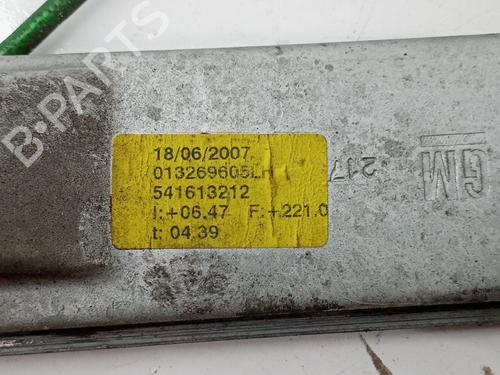 18/06/2007
013269605LH
541613212
I:+06.47 F:+221.0
t: 04.39
217
GM
B-PARTS